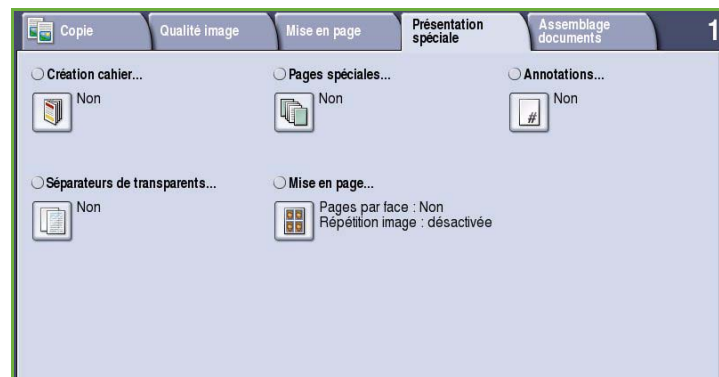 Copie
Qualité image
Mise en page
Présentation
spéciale
Assemblage
documents
1
Création cahier...
Non
Pages spéciales...
Non
Annotations...
Non
#
Séparateurs de transparents...
Non
Mise en page...
Pages par face : Non
Répétition image : désactivée